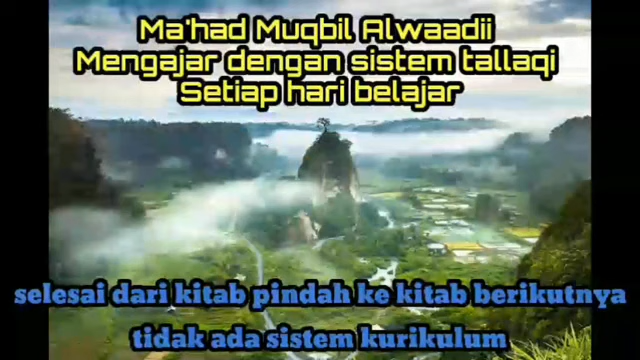 Ma'had Muqbil Alwaadii
Mengajar dengan sistem tallaqi
Setiap hari belajar
selesai dari kitab pindah ke kitab berikutnya
tidak ada sistem kurikulum